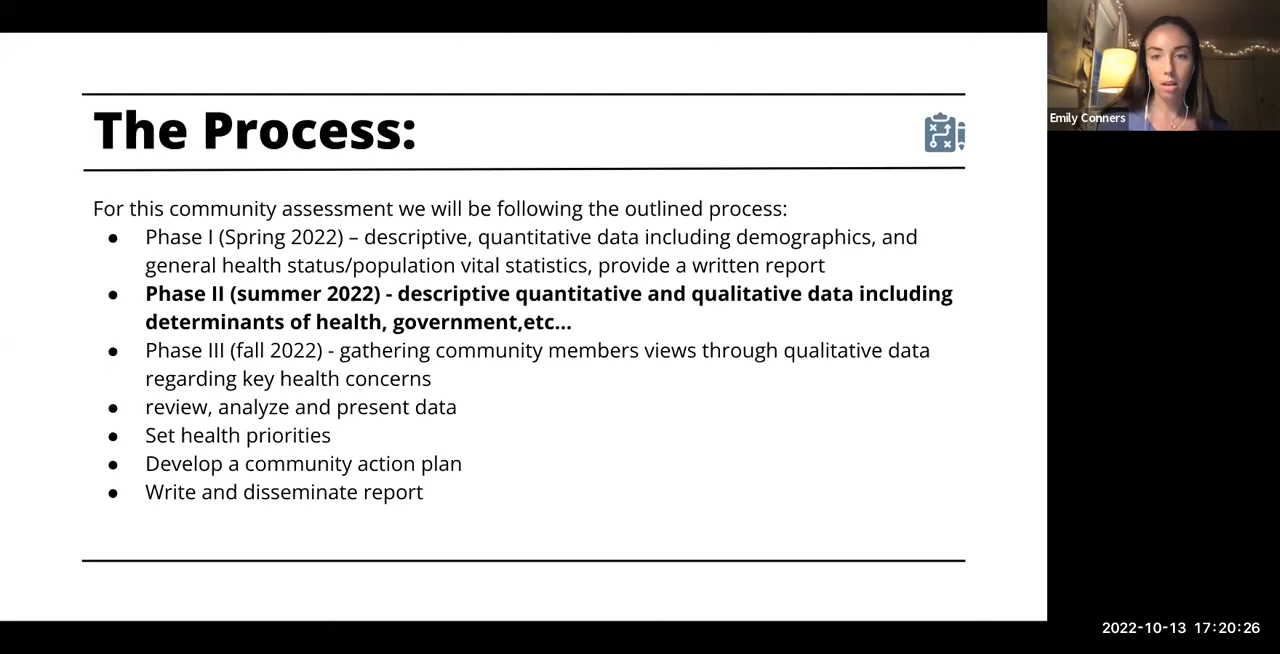 The Process:
Emily Conners
For this community assessment we will be following the outlined process:
● Phase I (Spring 2022) – descriptive, quantitative data including demographics, and
general health status/population vital statistics, provide a written report
● Phase II (summer 2022) - descriptive quantitative and qualitative data including
determinants of health, government,etc...
● Phase III (fall 2022) - gathering community members views through qualitative data
regarding key health concerns
● review, analyze and present data
● Set health priorities
● Develop a community action plan
● Write and disseminate report
2022-10-13 17:20:26